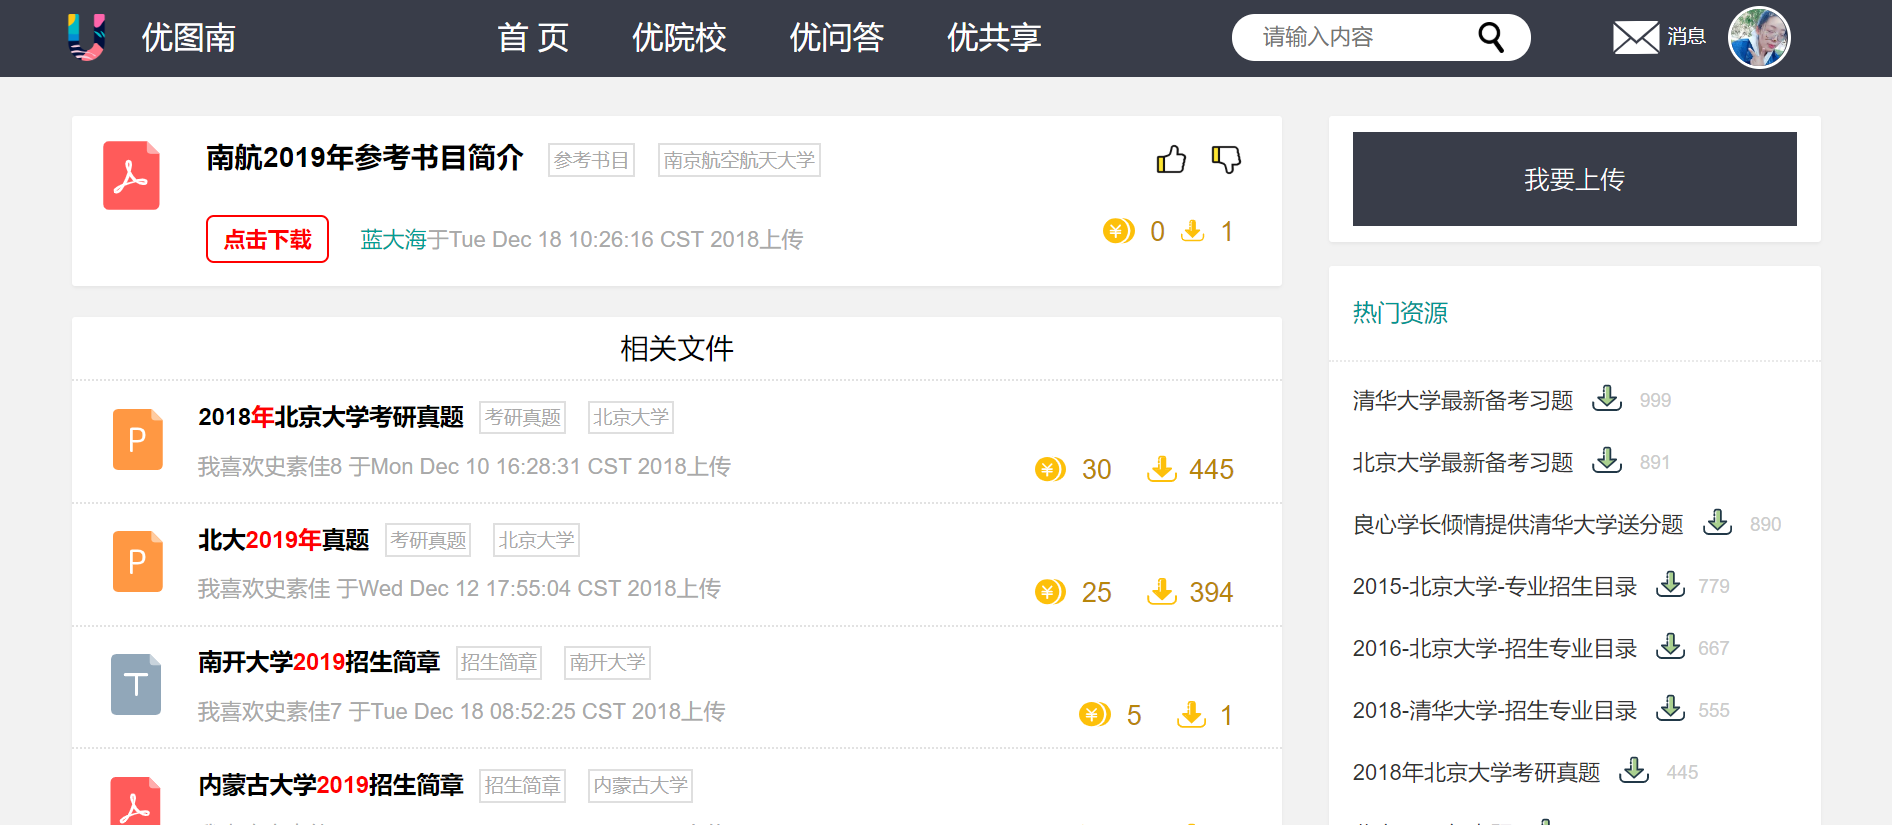 优图南 首 页 优院校 优问答 优共享 请输入内容 消息
南航2019年参考书目简介 参考书目 南京航空航天大学
点击下载 蓝大海于Tue Dec 18 10:26:16 CST 2018上传 0 1
相关文件
2018年北京大学考研真题 考研真题 北京大学
我喜欢史素佳8 于Mon Dec 10 16:28:31 CST 2018上传 30 445
北大2019年真题 考研真题 北京大学
我喜欢史素佳 于Wed Dec 12 17:55:04 CST 2018上传 25 394
南开大学2019招生简章 招生简章 南开大学
我喜欢史素佳7 于Tue Dec 18 08:52:25 CST 2018上传 5 1
内蒙古大学2019招生简章 招生简章 内蒙古大学
我要上传
热门资源
清华大学最新备考习题 999
北京大学最新备考习题 891
良心学长倾情提供清华大学送分题 890
2015-北京大学-专业招生目录 779
2016-北京大学-招生专业目录 667
2018-清华大学-招生专业目录 555
2018年北京大学考研真题 445